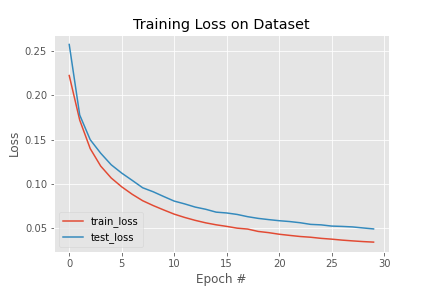 Training Loss on Dataset
0.25
0.20
0.15
0.10
0.05
Loss
train_loss
test_loss
0 5 10 15 20 25 30
Epoch #